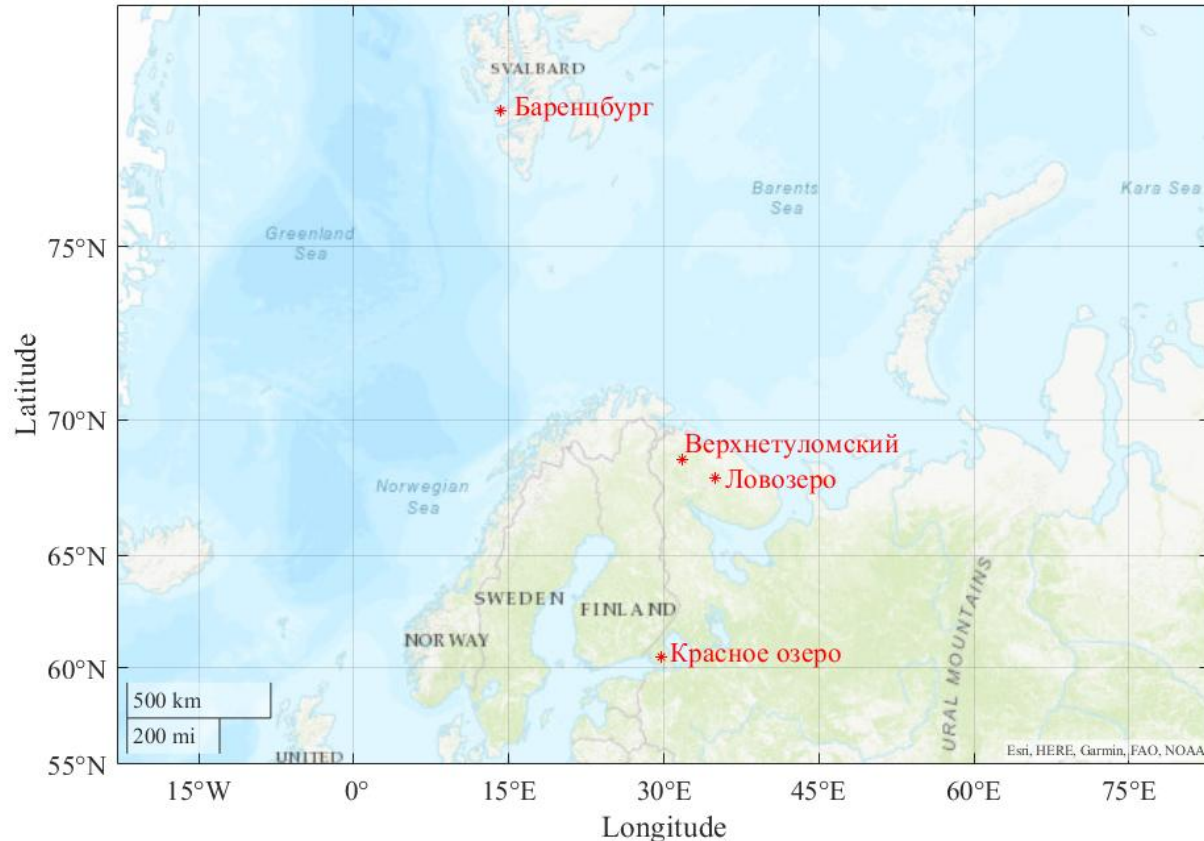 SVALBARD
Баренцбург
Barents
Sea
Kara Sea
Greenland
Sea
75°N
70°N
65°N
60°N
55°N
Latitude
Верхнетуломский
Ловозеро
Norwegian
Sea
SWEDEN
FINLAND
NORWAY
Красное озеро
URAL MOUNTAINS
500 km
200 mi
UNITED
Esri, HERE, Garmin, FAO, NOAA
15°W
0°
15°E
30°E
45°E
60°E
75°E
Longitude